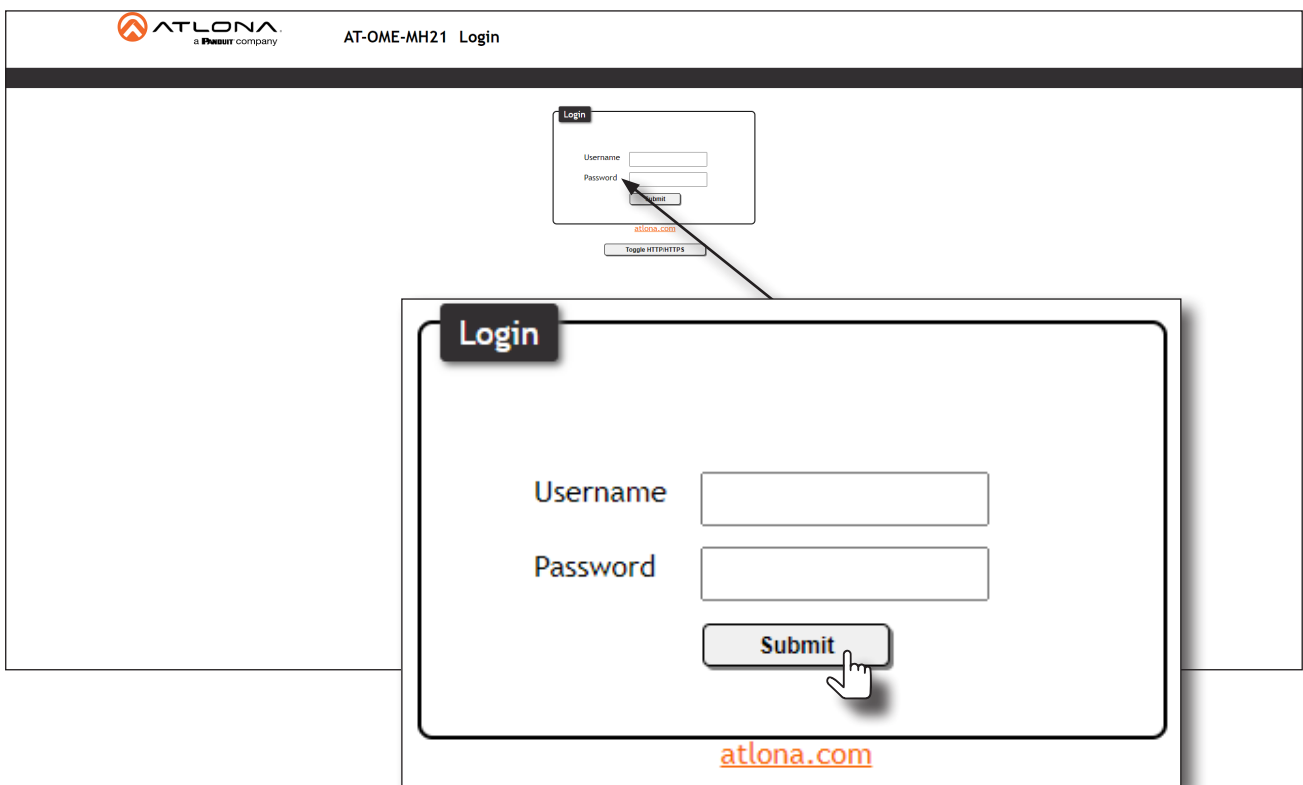 ATLONA.
a PANDUIT company
AT-OME-MH21 Login
Login
Username
Password
Submit
atlona.com
Toggle HTTP/HTTPS
Login
Username
Password
Submit
atlona.com